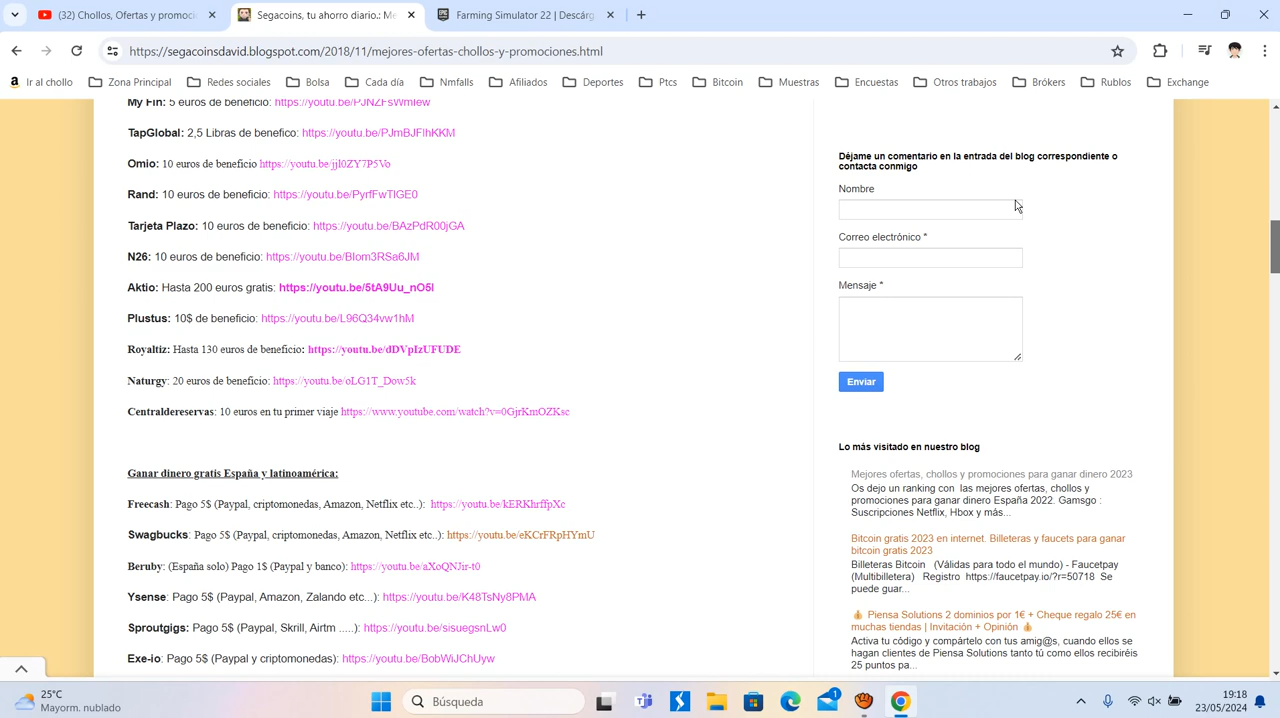 (32) Chollos, Ofertas y promoci
Segacoins, tu ahorro diario.: Me
Farming Simulator 22 | Descárg
https://segacoinsdavid.blogspot.com/2018/11/mejores-ofertas-chollos-y-promociones.html
Ir al chollo Zona Principal Redes sociales Bolsa Cada día Nmfalls Afiliados Deportes Ptcs Bitcoin Muestras Encuestas Otros trabajos Brókers Rublos Exchange
My Fin: 5 euros de beneficio: https://youtu.be/PJNZFsWmIew
TapGlobal: 2,5 Libras de benefico: https://youtu.be/PJmBJFlhKKM
Omio: 10 euros de beneficio https://youtu.be/jjI0ZY7P5Vo
Rand: 10 euros de beneficio: https://youtu.be/PyrfFwTIGE0
Tarjeta Plazo: 10 euros de beneficio: https://youtu.be/BAzPdR00jGA
N26: 10 euros de beneficio: https://youtu.be/BIom3RSa6JM
Aktio: Hasta 200 euros gratis: https://youtu.be/5tA9Uu_nO5I
Plustus: 10$ de beneficio: https://youtu.be/L96Q34vw1hM
Royaltiz: Hasta 130 euros de beneficio: https://youtu.be/dDVpIzUFUDE
Naturgy: 20 euros de beneficio: https://youtu.be/oLG1T_Dow5k
Centraldereservas: 10 euros en tu primer viaje https://www.youtube.com/watch?v=0GjrKmOZKsc
Ganar dinero gratis España y latinoamérica:
Freecash: Pago 5$ (Paypal, criptomonedas, Amazon, Netflix etc..): https://youtu.be/kERKhrffpXc
Swagbucks: Pago 5$ (Paypal, criptomonedas, Amazon, Netflix etc..): https://youtu.be/eKCrFRpHYmU
Beruby: (España solo) Pago 1$ (Paypal y banco): https://youtu.be/aXoQNJir-t0
Ysense: Pago 5$ (Paypal, Amazon, Zalando etc...): https://youtu.be/K48TsNy8PMA
Sproutgigs: Pago 5$ (Paypal, Skrill, Airtm .....): https://youtu.be/sisuegsnLw0
Exe-io: Pago 5$ (Paypal y criptomonedas): https://youtu.be/BobWiJChUyw
Déjame un comentario en la entrada del blog correspondiente o
contacta conmigo
Nombre
Correo electrónico *
Mensaje *
Enviar
Lo más visitado en nuestro blog
Mejores ofertas, chollos y promociones para ganar dinero 2023
Os dejo un ranking con las mejores ofertas, chollos y
promociones para ganar dinero España 2022. Gamsgo :
Suscripciones Netflix, Hbox y más...
Bitcoin gratis 2023 en internet. Billeteras y faucets para ganar
bitcoin gratis 2023
Billeteras Bitcoin (Válidas para todo el mundo) - Faucetpay
(Multibilletera) Registro https://faucetpay.io/?r=50718 Se
puede guar...
Piensa Solutions 2 dominios por 1€ + Cheque regalo 25€ en
muchas tiendas | Invitación + Opinión
Activa tu código y compártelo con tus amig@s, cuando ellos se
hagan clientes de Piensa Solutions tanto tú como ellos recibiréis
25 puntos pa...
25°C
Mayorm. nublado
Búsqueda
1
19:18
23/05/2024